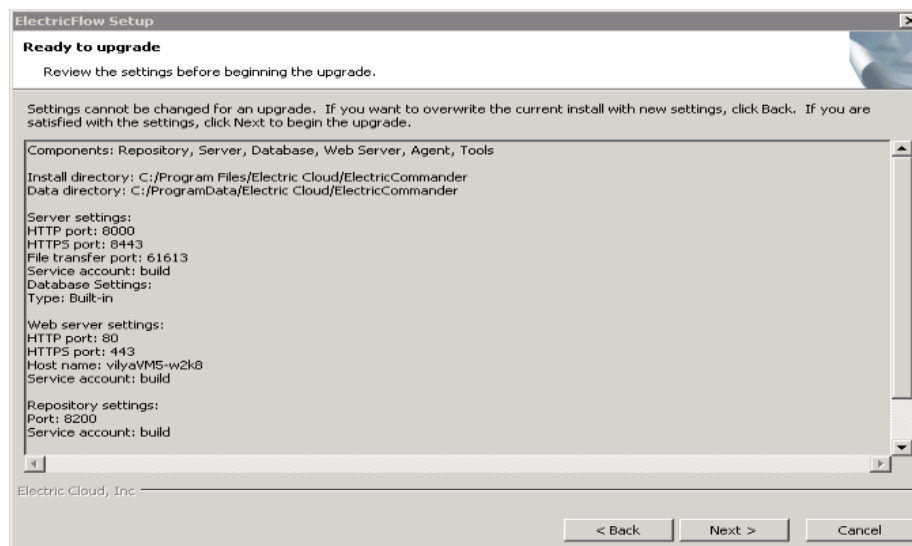 ElectricFlow Setup
Ready to upgrade
Review the settings before beginning the upgrade.
Settings cannot be changed for an upgrade. If you want to overwrite the current install with new settings, click Back. If you are
satisfied with the settings, click Next to begin the upgrade.
Components: Repository, Server, Database, Web Server, Agent, Tools
Install directory: C:/Program Files/Electric Cloud/ElectricCommander
Data directory: C:/ProgramData/Electric Cloud/ElectricCommander
Server settings:
HTTP port: 8000
HTTPS port: 8443
File transfer port: 61613
Service account: build
Database Settings:
Type: Built-in
Web server settings:
HTTP port: 80
HTTPS port: 443
Host name: vilyaVM5-w2k8
Service account: build
Repository settings:
Port: 8200
Service account: build
Electric Cloud, Inc
< Back Next > Cancel